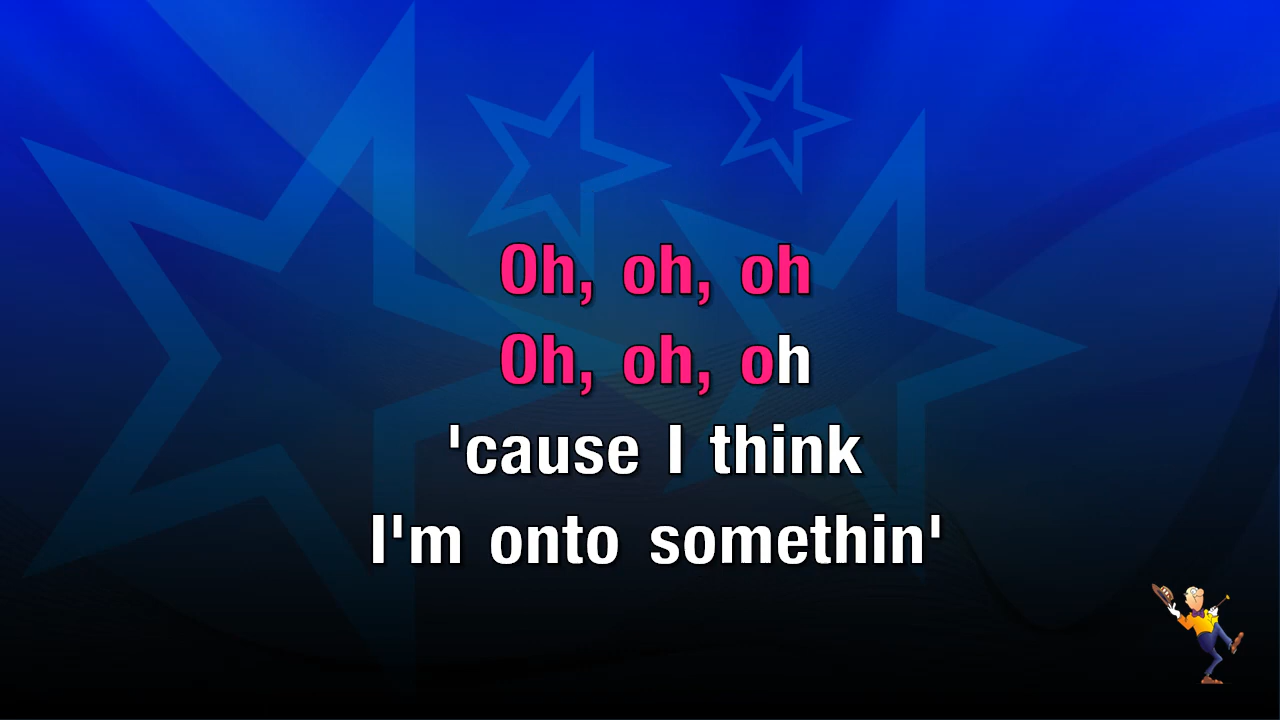 Oh, oh, oh
Oh, oh, oh
'cause I think
I'm onto somethin'